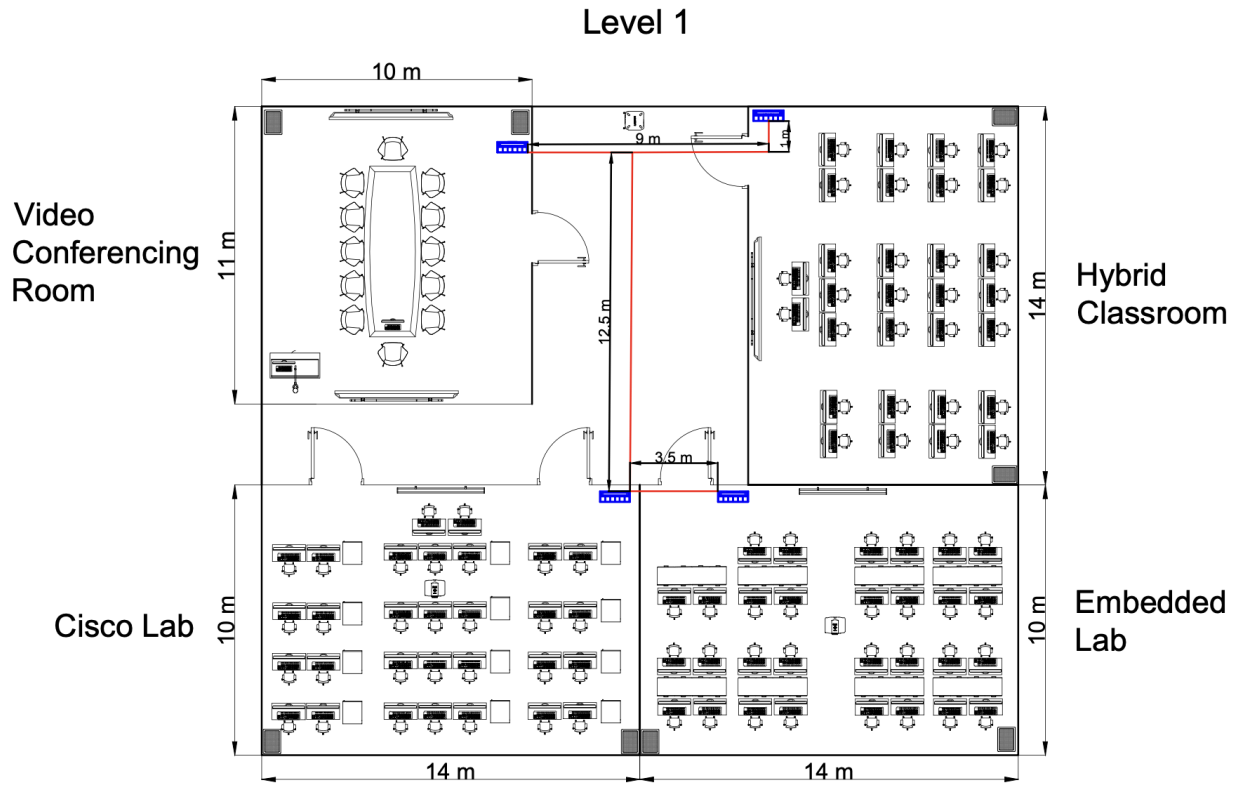 Level 1
10 m
9 m
1 m
Video
Conferencing
Room
11 m
12.5 m
14 m
Hybrid
Classroom
3.5 m
Cisco Lab
10 m
10 m
Embedded
Lab
14 m
14 m